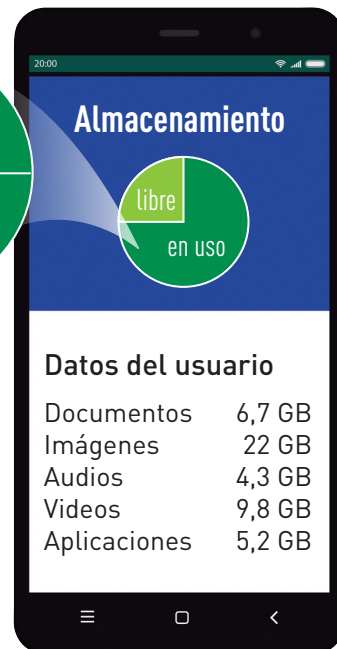 20:00
Almacenamiento
libre
en uso
Datos del usuario
Documentos 6,7 GB
Imágenes 22 GB
Audios 4,3 GB
Videos 9,8 GB
Aplicaciones 5,2 GB